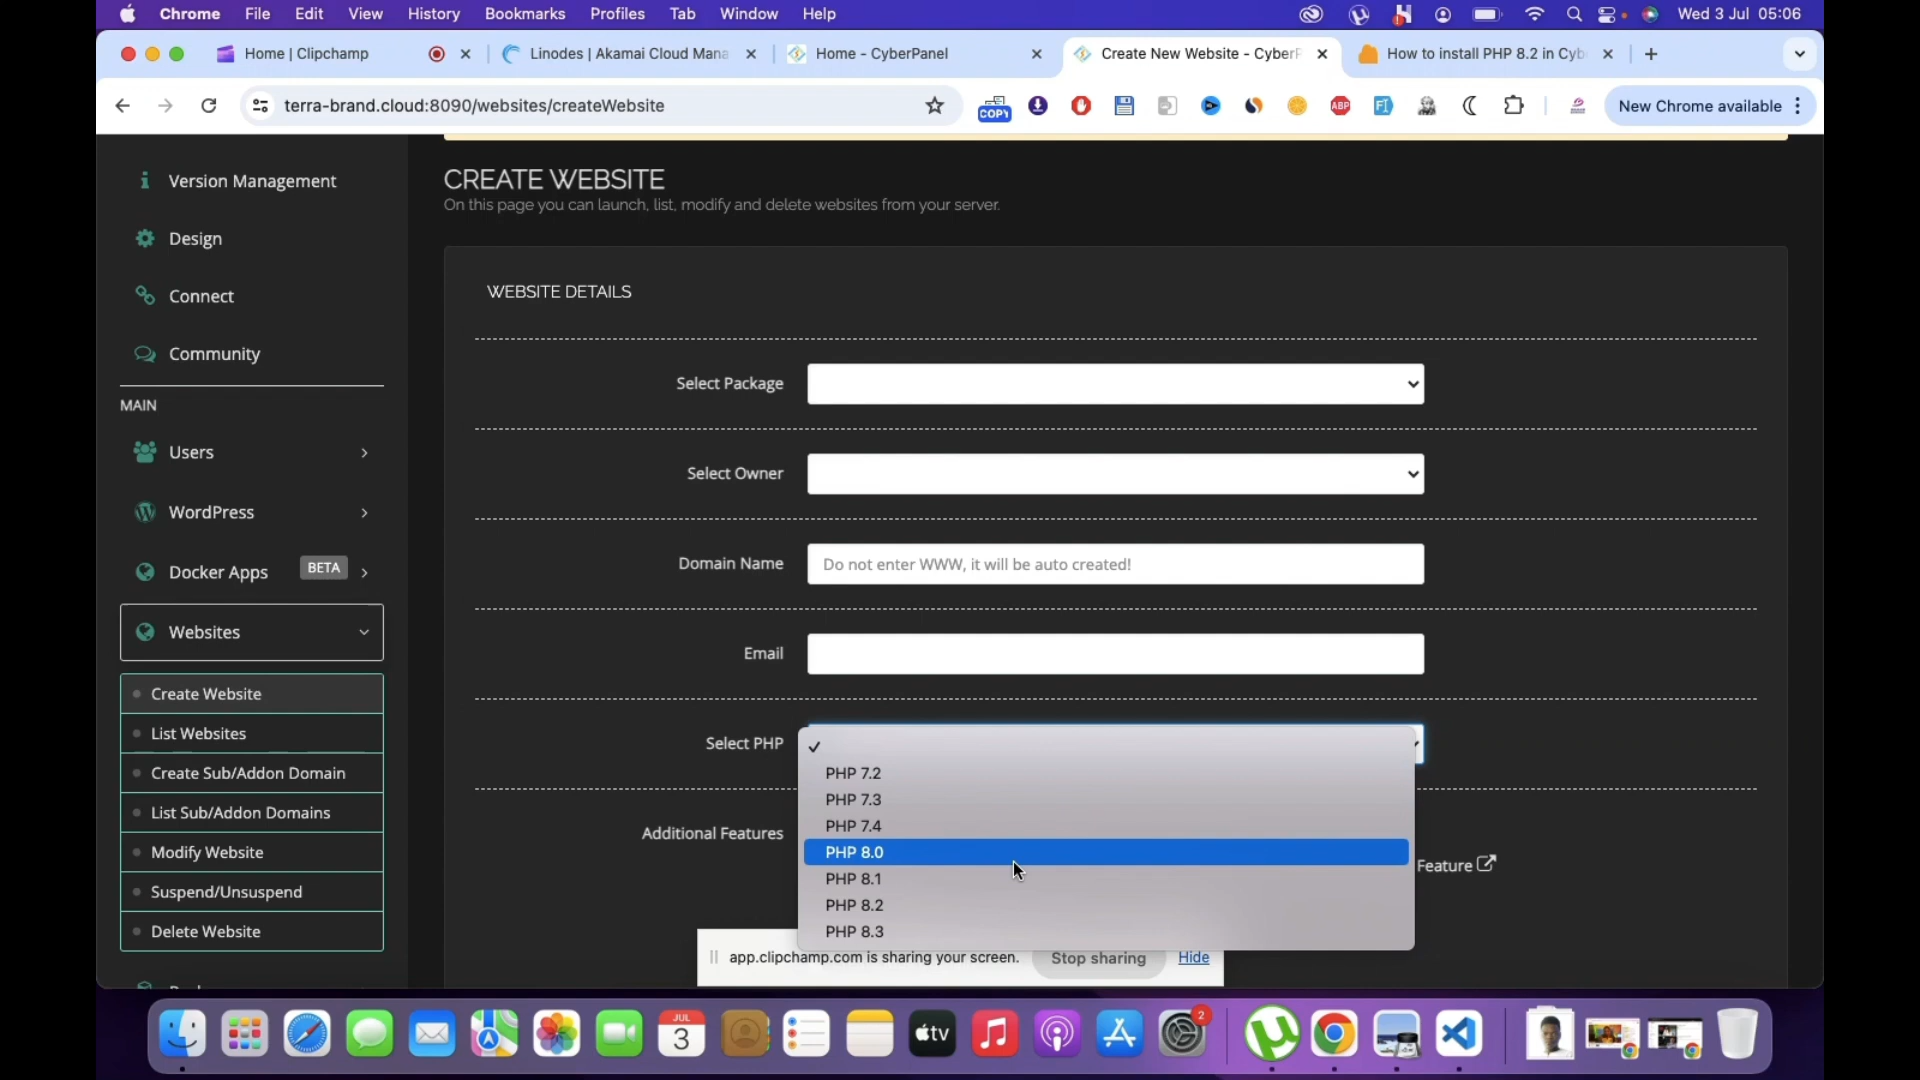 Chrome File Edit View History Bookmarks Profiles Tab Window Help Wed 3 Jul 05:06
Home | Clipchamp
Linodes | Akamai Cloud Mana
Home - CyberPanel
Create New Website - CyberP
How to install PHP 8.2 in Cyb
terra-brand.cloud:8090/websites/createWebsite
COPY
ABP
New Chrome available
Version Management
Design
Connect
Community
MAIN
Users
WordPress
Docker Apps BETA
Websites
Create Website
List Websites
Create Sub/Addon Domain
List Sub/Addon Domains
Modify Website
Suspend/Unsuspend
Delete Website
CREATE WEBSITE
On this page you can launch, list, modify and delete websites from your server.
WEBSITE DETAILS
Select Package
Select Owner
Domain Name Do not enter WWW, it will be auto created!
Email
Select PHP
PHP 7.2
PHP 7.3
PHP 7.4
PHP 8.0
PHP 8.1
PHP 8.2
PHP 8.3
Additional Features
Feature
app.clipchamp.com is sharing your screen. Stop sharing Hide
JUL
3
tv
2